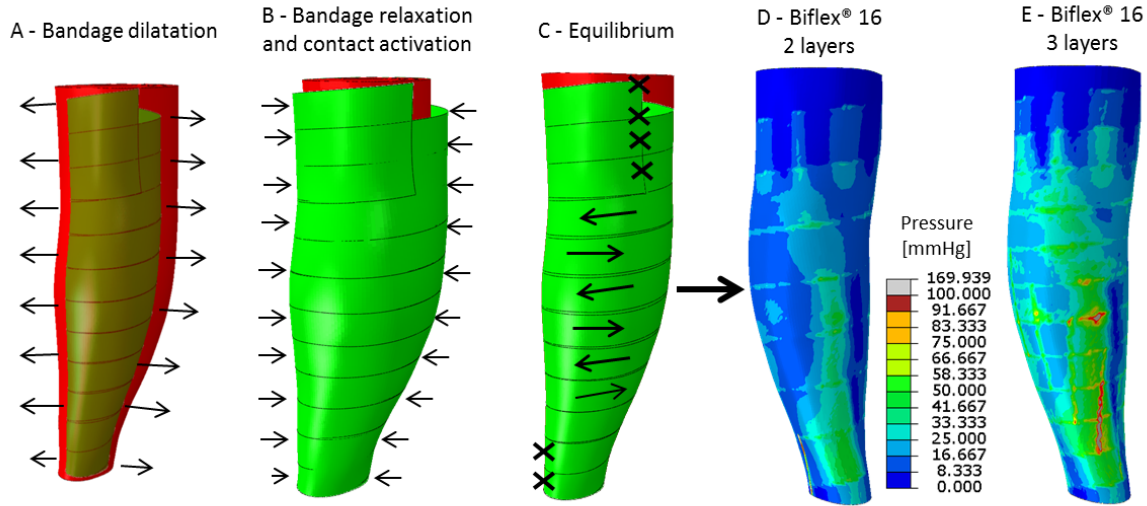 A - Bandage dilatation
B - Bandage relaxation
and contact activation
C - Equilibrium
D - Biflex® 16
2 layers
E - Biflex® 16
3 layers
Pressure
[mmHg]
169.939
100.000
91.667
83.333
75.000
66.667
58.333
50.000
41.667
33.333
25.000
16.667
8.333
0.000